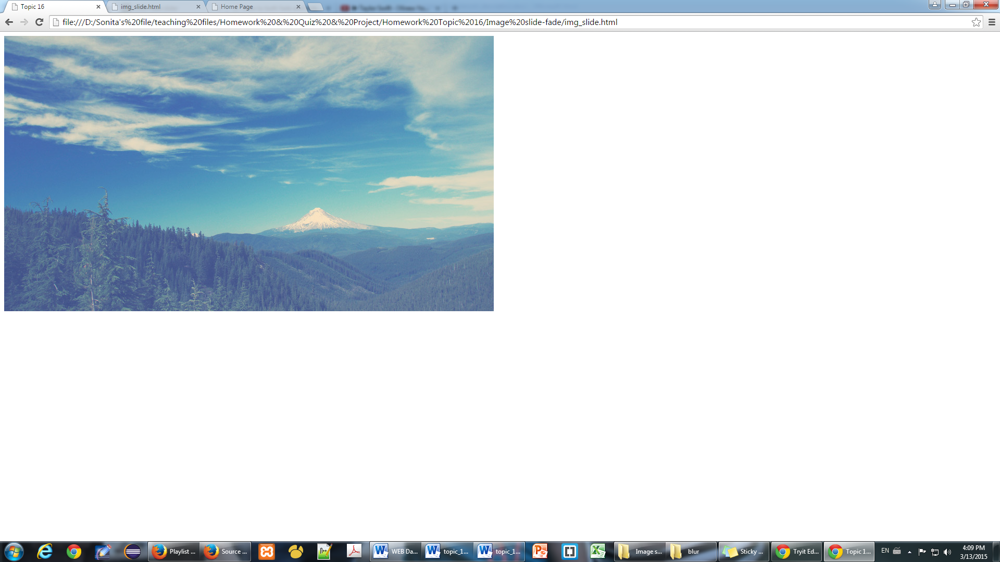 Topic 16
img_slide.html
Home Page
file:///D:/Sonita's%20file/teaching%20files/Homework%20&%20Quiz%20&%20Project/Homework%20Topic%2016/Image%20slide-fade/img_slide.html
Playlist ...
Source ...
WEB Da...
topic_1...
topic_1...
Image s...
blur
Sticky ...
Tryit Ed...
Topic 1...
EN
4:09 PM
3/13/2015